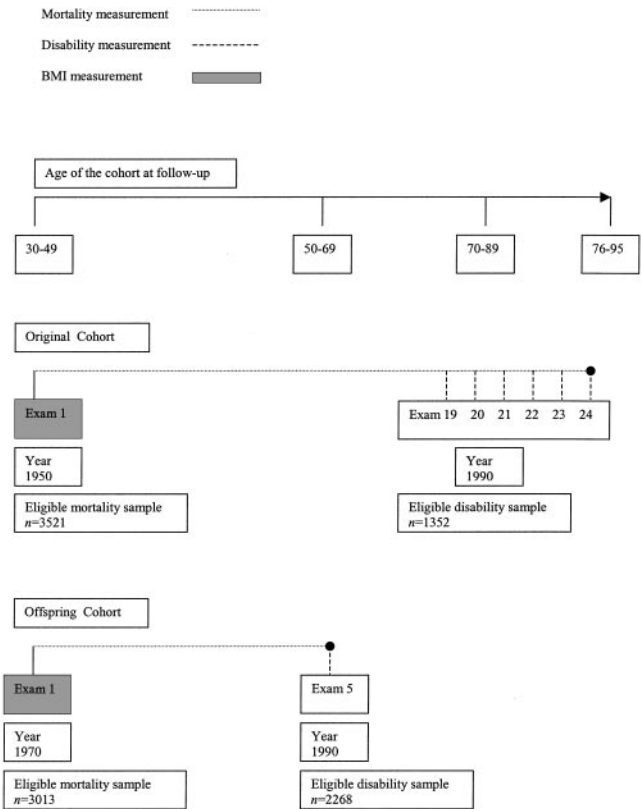 Mortality measurement
Disability measurement
BMI measurement
Age of the cohort at follow-up
30-49 50-69 70-89 76-95
Original Cohort
Exam 1 Exam 19 20 21 22 23 24
Year
1950
Year
1990
Eligible mortality sample
n=3521
Eligible disability sample
n=1352
Offspring Cohort
Exam 1 Exam 5
Year
1970
Year
1990
Eligible mortality sample
n=3013
Eligible disability sample
n=2268